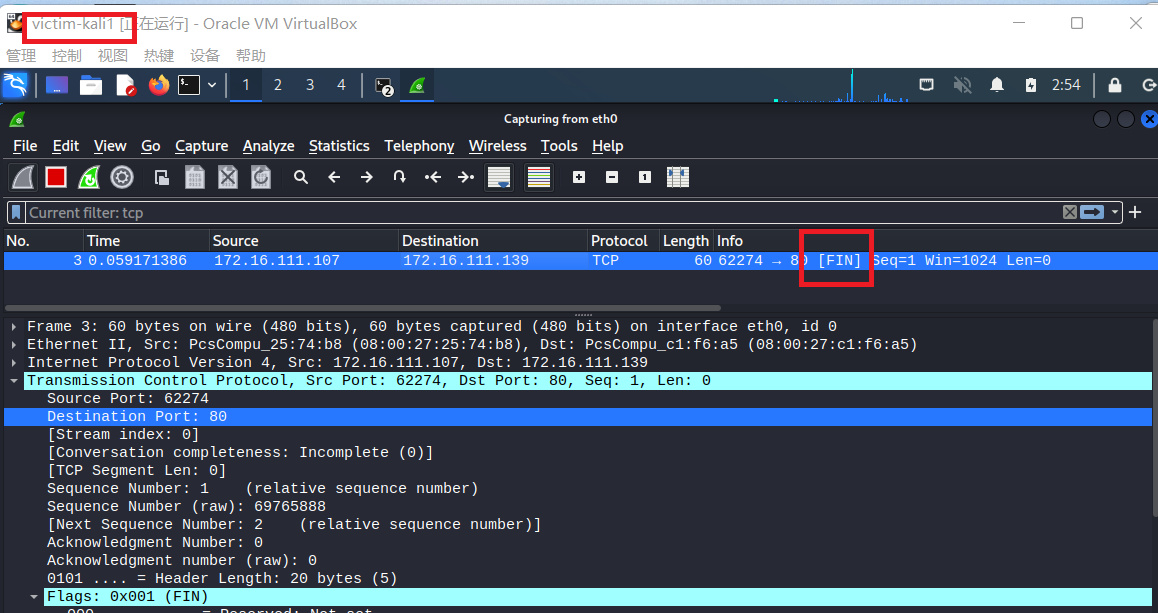 victim-kali1 [正在运行] - Oracle VM VirtualBox
管理 控制 视图 热键 设备 帮助
1 2 3 4 2 2:54
Capturing from eth0
File Edit View Go Capture Analyze Statistics Telephony Wireless Tools Help
Current filter: tcp
No. Time Source Destination Protocol Length Info
3 0.059171386 172.16.111.107 172.16.111.139 TCP 60 62274 → 80 [FIN] Seq=1 Win=1024 Len=0
Frame 3: 60 bytes on wire (480 bits), 60 bytes captured (480 bits) on interface eth0, id 0
Ethernet II, Src: PcsCompu_25:74:b8 (08:00:27:25:74:b8), Dst: PcsCompu_c1:f6:a5 (08:00:27:c1:f6:a5)
Internet Protocol Version 4, Src: 172.16.111.107, Dst: 172.16.111.139
Transmission Control Protocol, Src Port: 62274, Dst Port: 80, Seq: 1, Len: 0
Source Port: 62274
Destination Port: 80
[Stream index: 0]
[Conversation completeness: Incomplete (0)]
[TCP Segment Len: 0]
Sequence Number: 1 (relative sequence number)
Sequence Number (raw): 69765888
[Next Sequence Number: 2 (relative sequence number)]
Acknowledgment Number: 0
Acknowledgment number (raw): 0
0101 .... = Header Length: 20 bytes (5)
Flags: 0x001 (FIN)
000. .... .... = Reserved: Not set